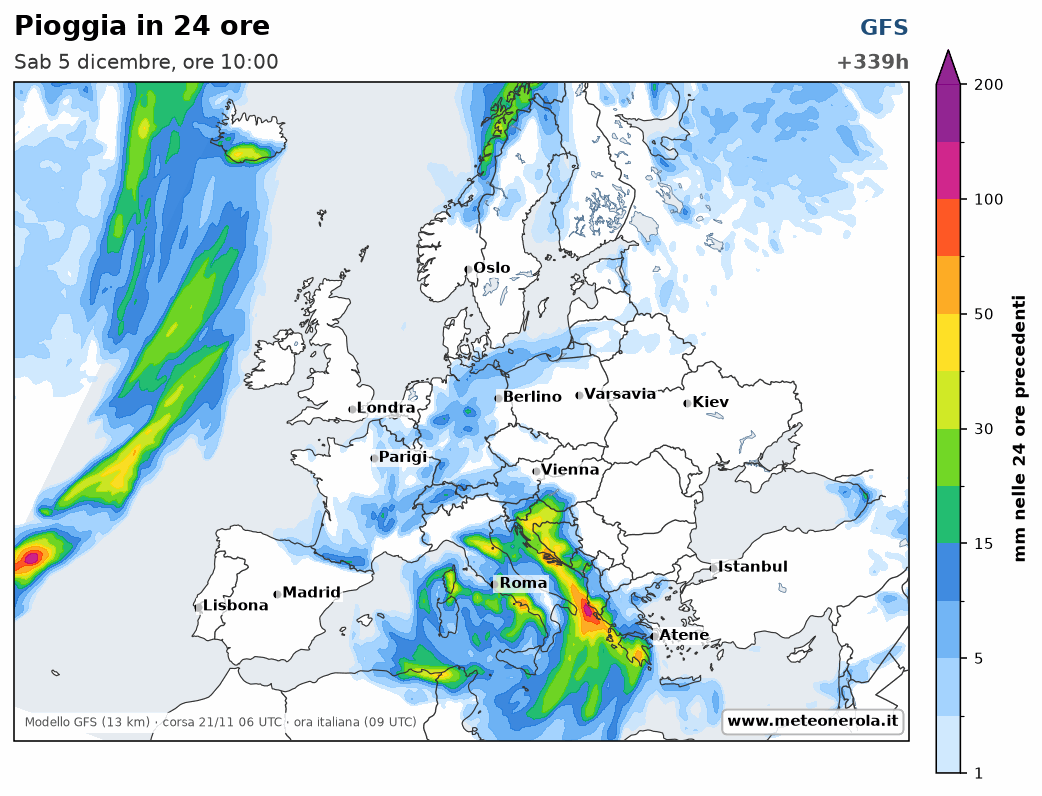 Pioggia in 24 ore
GFS
Sab 5 dicembre, ore 10:00
+339h
200
100
50
30
15
5
1
mm nelle 24 ore precedenti
Oslo
Londra
Berlino
Varsavia
Kiev
Parigi
Vienna
Madrid
Lisbona
Roma
Istanbul
Atene
Modello GFS (13 km) · corsa 21/11 06 UTC · ora italiana (09 UTC)
www.meteonerola.it